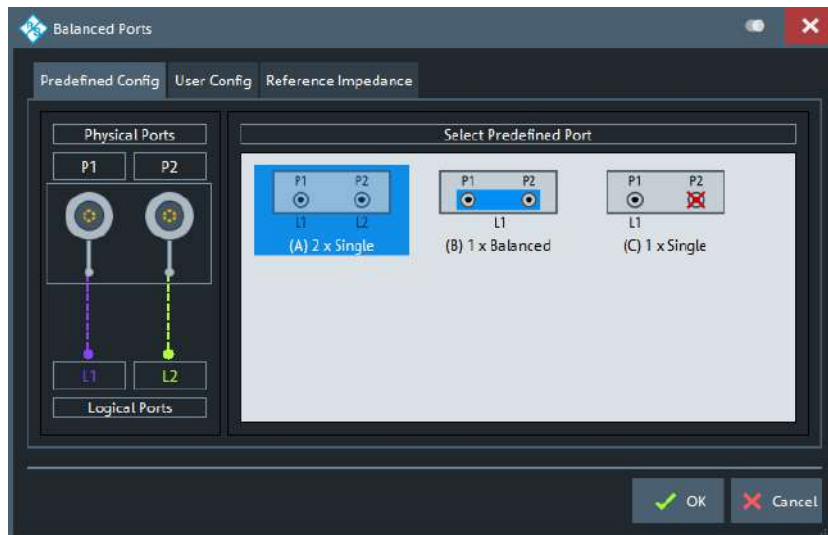 Balanced Ports
Predefined Config User Config Reference Impedance
Physical Ports
P1 P2
L1 L2
Logical Ports
Select Predefined Port
P1 P2
L1 L2
(A) 2 x Single
P1 P2
L1
(B) 1 x Balanced
P1 P2
L1
(C) 1 x Single
OK Cancel